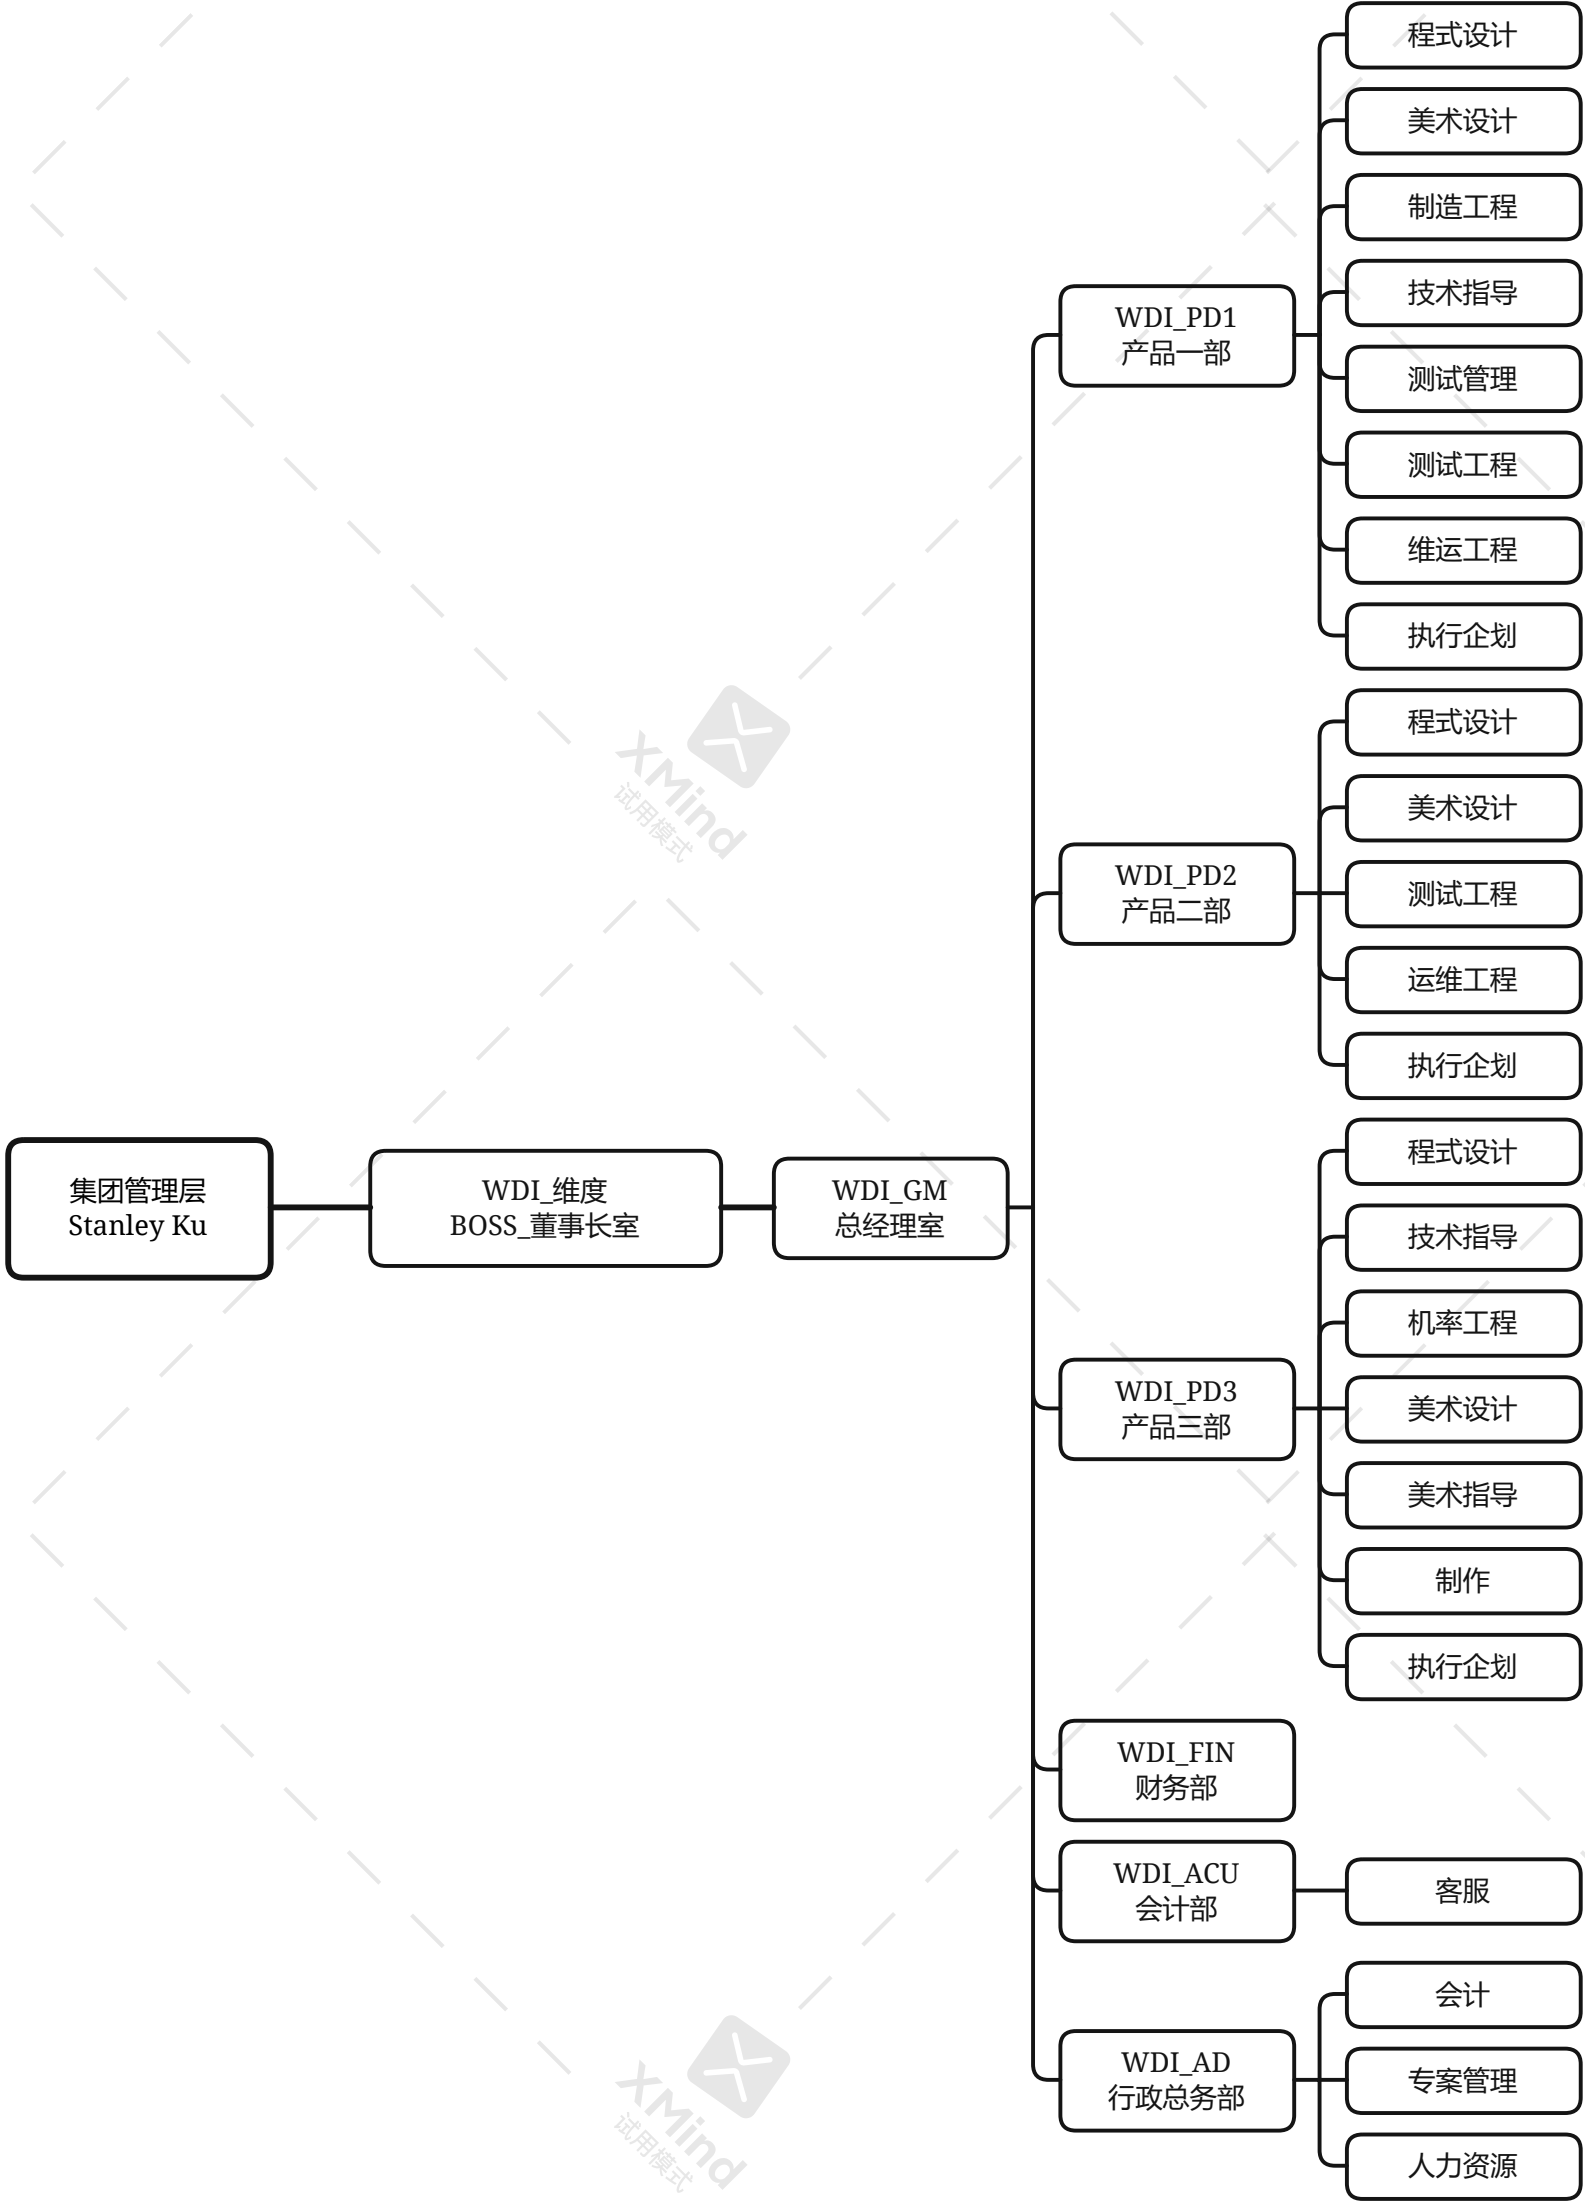 集团管理层
Stanley Ku
WDI_维度
BOSS_董事长室
WDI_GM
总经理室
WDI_PD1
产品一部
程式设计
美术设计
制造工程
技术指导
测试管理
测试工程
维运工程
执行企划
WDI_PD2
产品二部
程式设计
美术设计
测试工程
运维工程
执行企划
WDI_PD3
产品三部
程式设计
技术指导
机率工程
美术设计
美术指导
制作
执行企划
WDI_FIN
财务部
WDI_ACU
会计部
客服
WDI_AD
行政总务部
会计
专案管理
人力资源
XMind
试用模式
XMind
试用模式